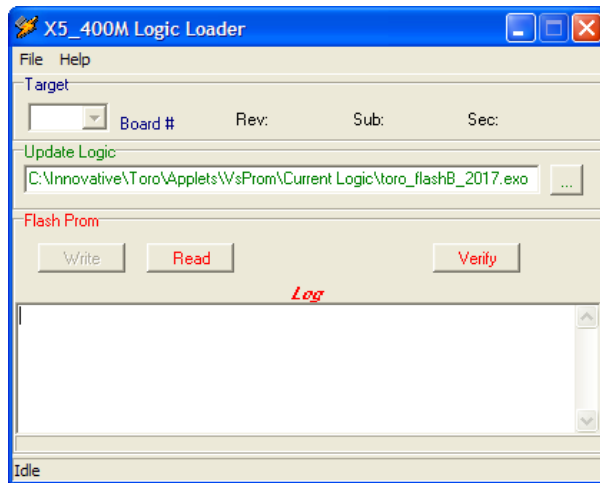 X5_400M Logic Loader
File Help
Target
Board # Rev: Sub: Sec:
Update Logic
C:\Innovative\Toro\Applets\VsProm\Current Logic\toro_flashB_2017.exo ...
Flash Prom
Write Read Verify
Log
Idle